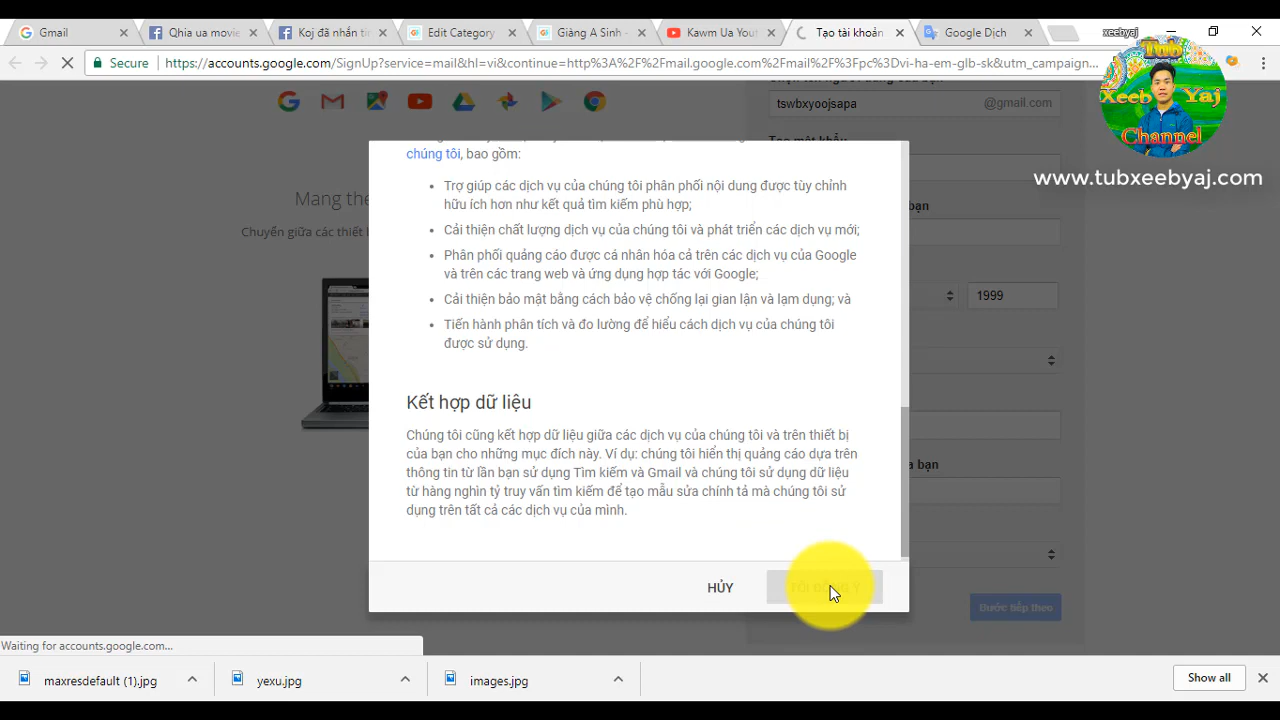 Gmail
Qhia ua movie
Koj đã nhắn tin
Edit Category
Giàng A Sinh -
Kawm Ua Yout
Tạo tài khoản
Google Dịch
xeebyaj
Secure
https://accounts.google.com/SignUp?service=mail&hl=vi&continue=http%3A%2F%2Fmail.google.com%2Fmail%2F%3Fpc%3Dvi-ha-em-glb-sk&utm_campaign...
Tub
Xeeb Yaj
Channel
www.tubxeebyaj.com
tswbxyoojsapa
@gmail.com
Tạo mật khẩu
Mang the
Chuyển giữa các thiết
bạn
1999
a bạn
Bước tiếp theo
chúng tôi, bao gồm:
• Trợ giúp các dịch vụ của chúng tôi phân phối nội dung được tùy chỉnh
hữu ích hơn như kết quả tìm kiếm phù hợp;
• Cải thiện chất lượng dịch vụ của chúng tôi và phát triển các dịch vụ mới;
• Phân phối quảng cáo được cá nhân hóa cả trên các dịch vụ của Google
và trên các trang web và ứng dụng hợp tác với Google;
• Cải thiện bảo mật bằng cách bảo vệ chống lại gian lận và lạm dụng; và
• Tiến hành phân tích và đo lường để hiểu cách dịch vụ của chúng tôi
được sử dụng.
Kết hợp dữ liệu
Chúng tôi cũng kết hợp dữ liệu giữa các dịch vụ của chúng tôi và trên thiết bị
của bạn cho những mục đích này. Ví dụ: chúng tôi hiển thị quảng cáo dựa trên
thông tin từ lần bạn sử dụng Tìm kiếm và Gmail và chúng tôi sử dụng dữ liệu
từ hàng nghìn tỷ truy vấn tìm kiếm để tạo mẫu sửa chính tả mà chúng tôi sử
dụng trên tất cả các dịch vụ của mình.
HỦY
TÔI ĐỒNG Ý
Waiting for accounts.google.com...
maxresdefault (1).jpg
yexu.jpg
images.jpg
Show all